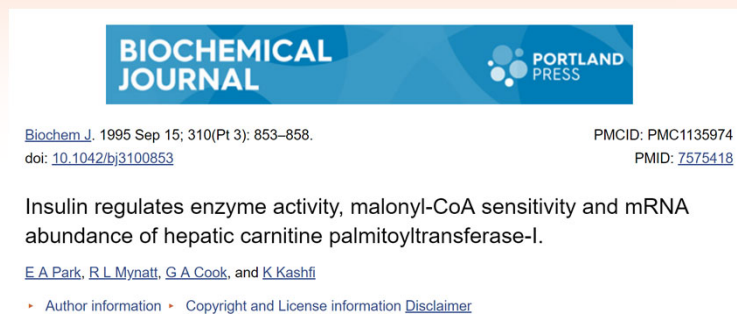 BIOCHEMICAL
JOURNAL
PORTLAND
PRESS
Biochem J. 1995 Sep 15; 310(Pt 3): 853–858.
PMCID: PMC1135974
doi: 10.1042/bj3100853
PMID: 7575418
Insulin regulates enzyme activity, malonyl-CoA sensitivity and mRNA
abundance of hepatic carnitine palmitoyltransferase-I.
E A Park, R L Mynatt, G A Cook, and K Kashfi
▸ Author information ▸ Copyright and License information Disclaimer